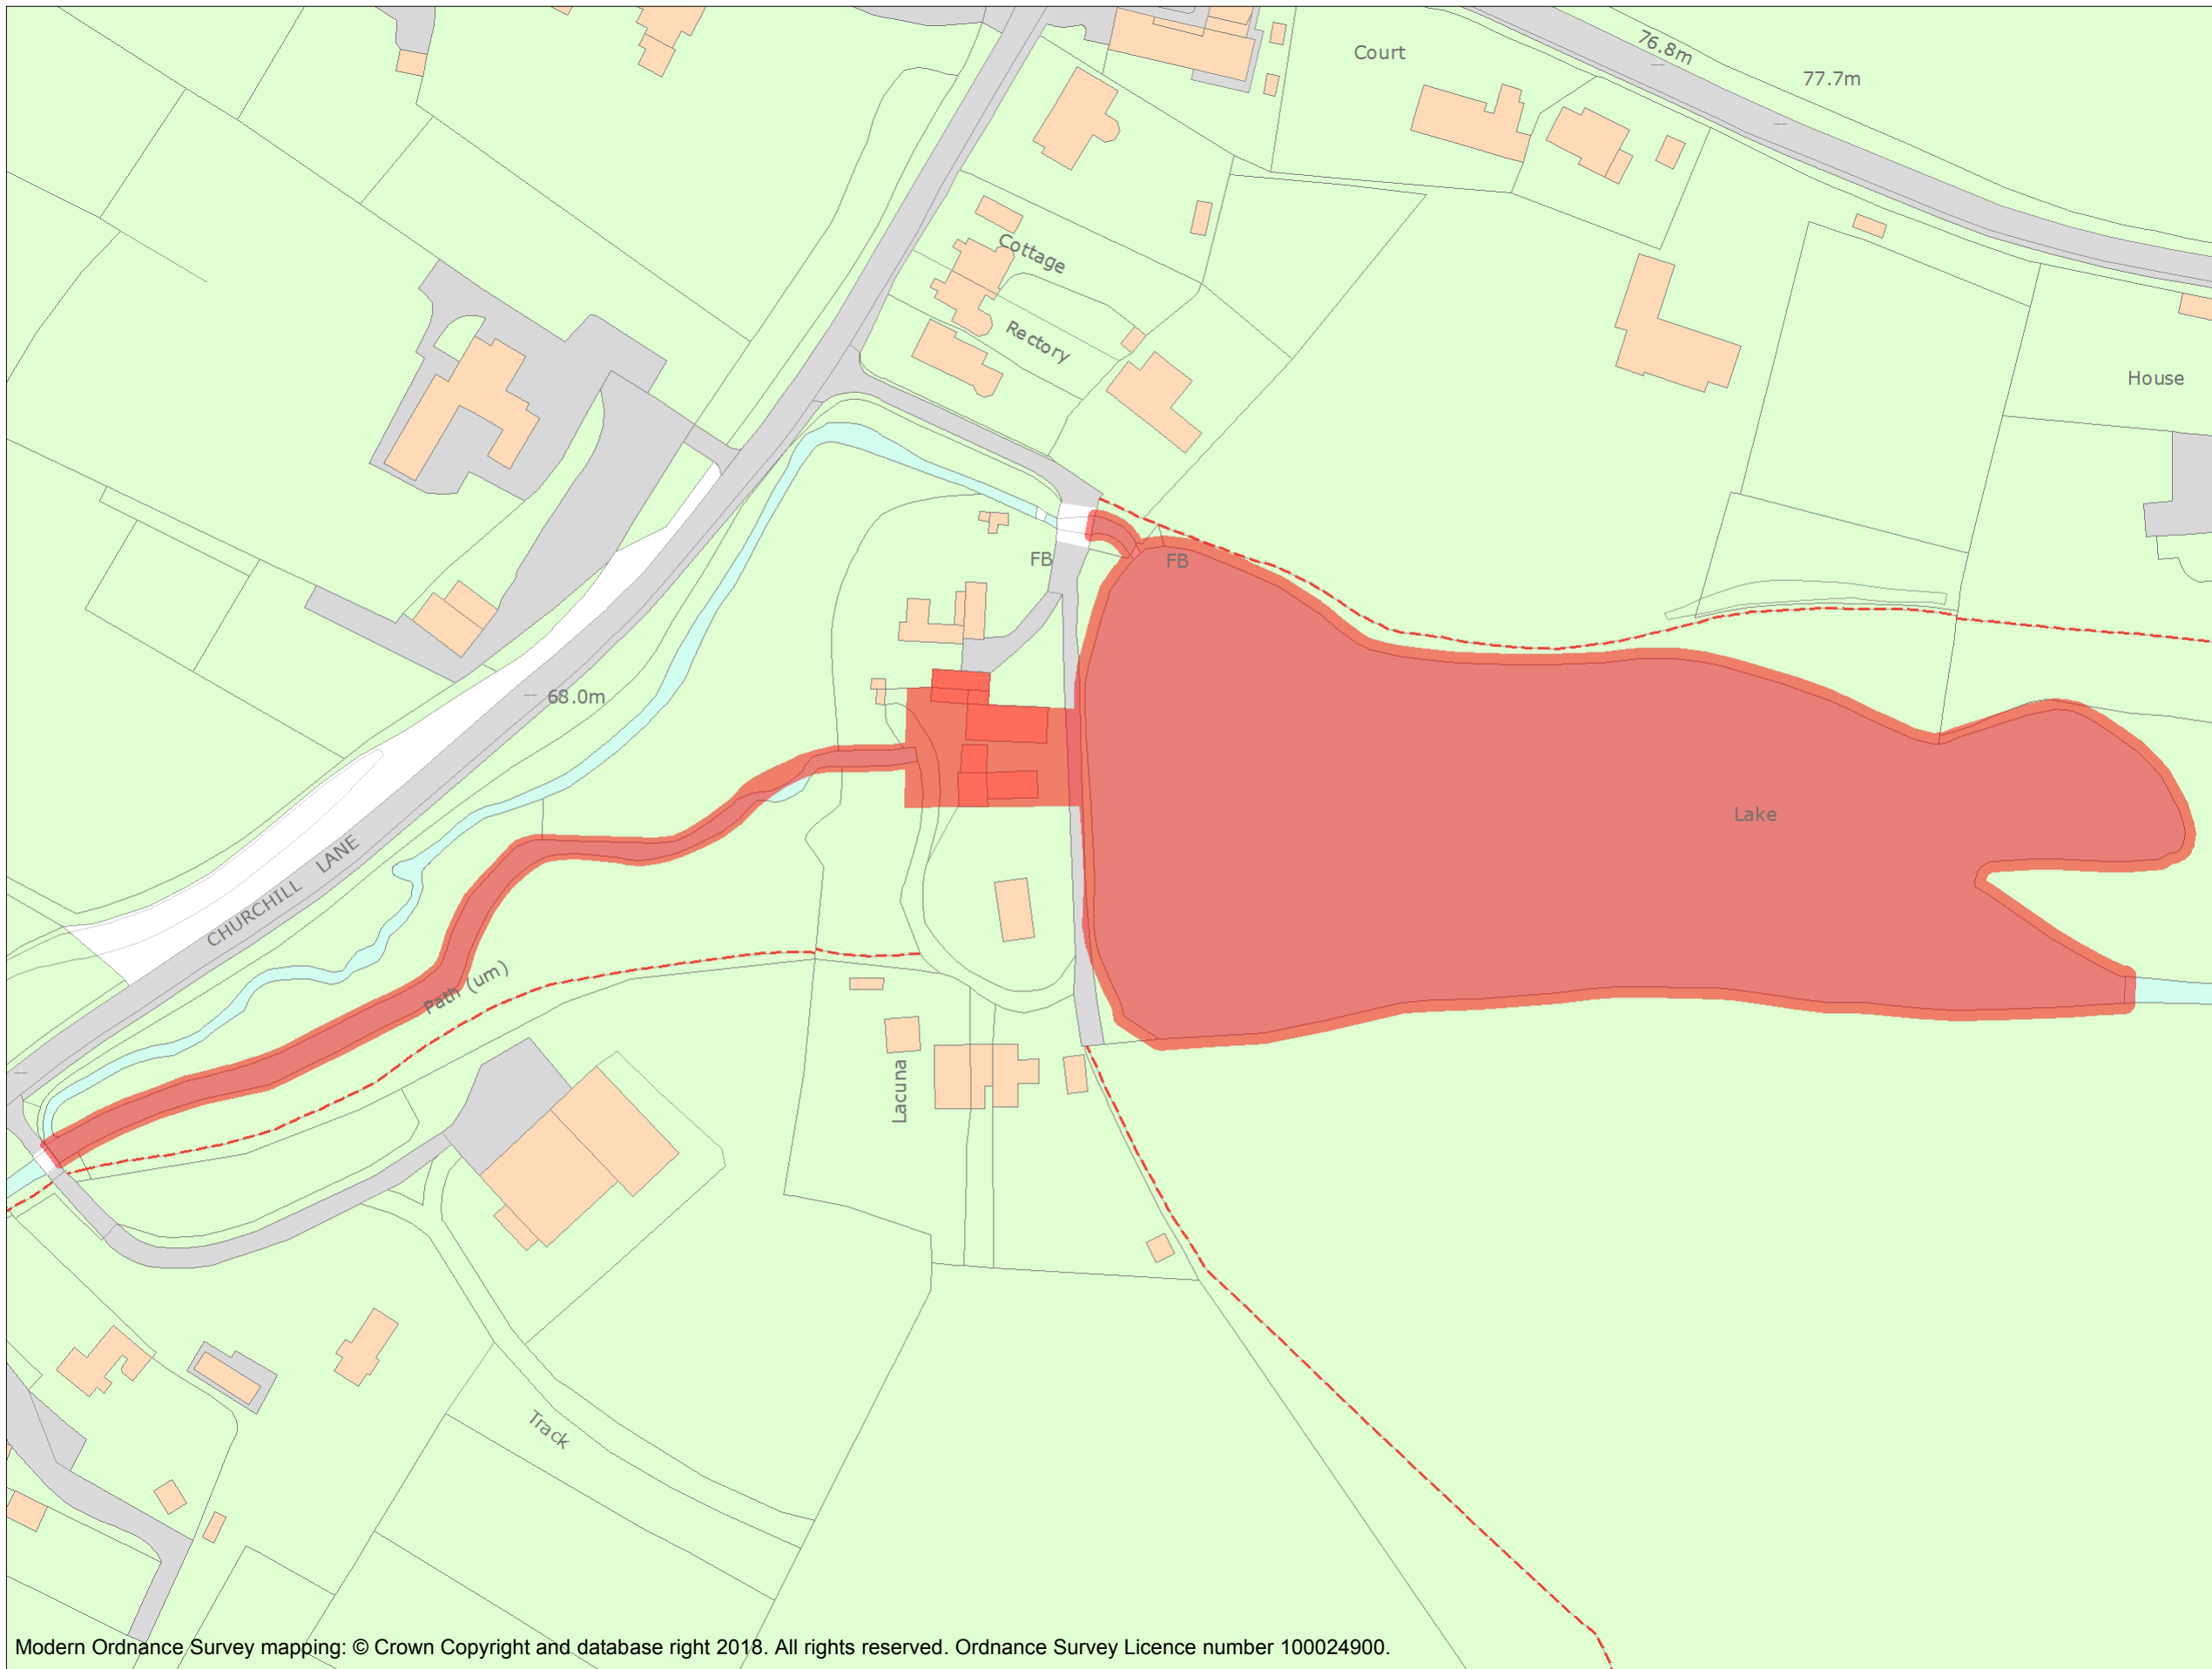 76.8m
Court
77.7m
Cottage
Rectory
House
FB
FB
68.0m
Lake
CHURCHILL LANE
Path (um)
Lacuna
Track
Modern Ordnance Survey mapping: © Crown Copyright and database right 2018. All rights reserved. Ordnance Survey Licence number 100024900.